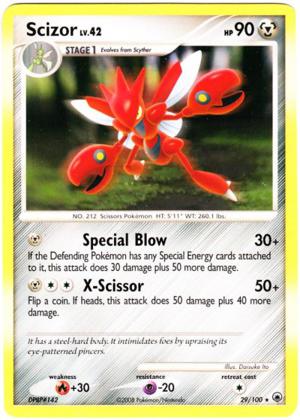 Scizor LV.42 HP 90
STAGE 1 Evolves from Scyther
NO. 212 Scissors Pokémon HT: 5'11" WT: 260.1 lbs.
Special Blow 30+
If the Defending Pokémon has any Special Energy cards attached
to it, this attack does 30 damage plus 50 more damage.
X-Scissor 50+
Flip a coin. If heads, this attack does 50 damage plus 40 more
damage.
It has a steel-hard body. It intimidates foes by upraising its
eye-patterned pincers.
Illus. Daisuke Ito
weakness resistance retreat cost
+30 -20
DPBP#142 ©2008 Pokémon/Nintendo 29/100